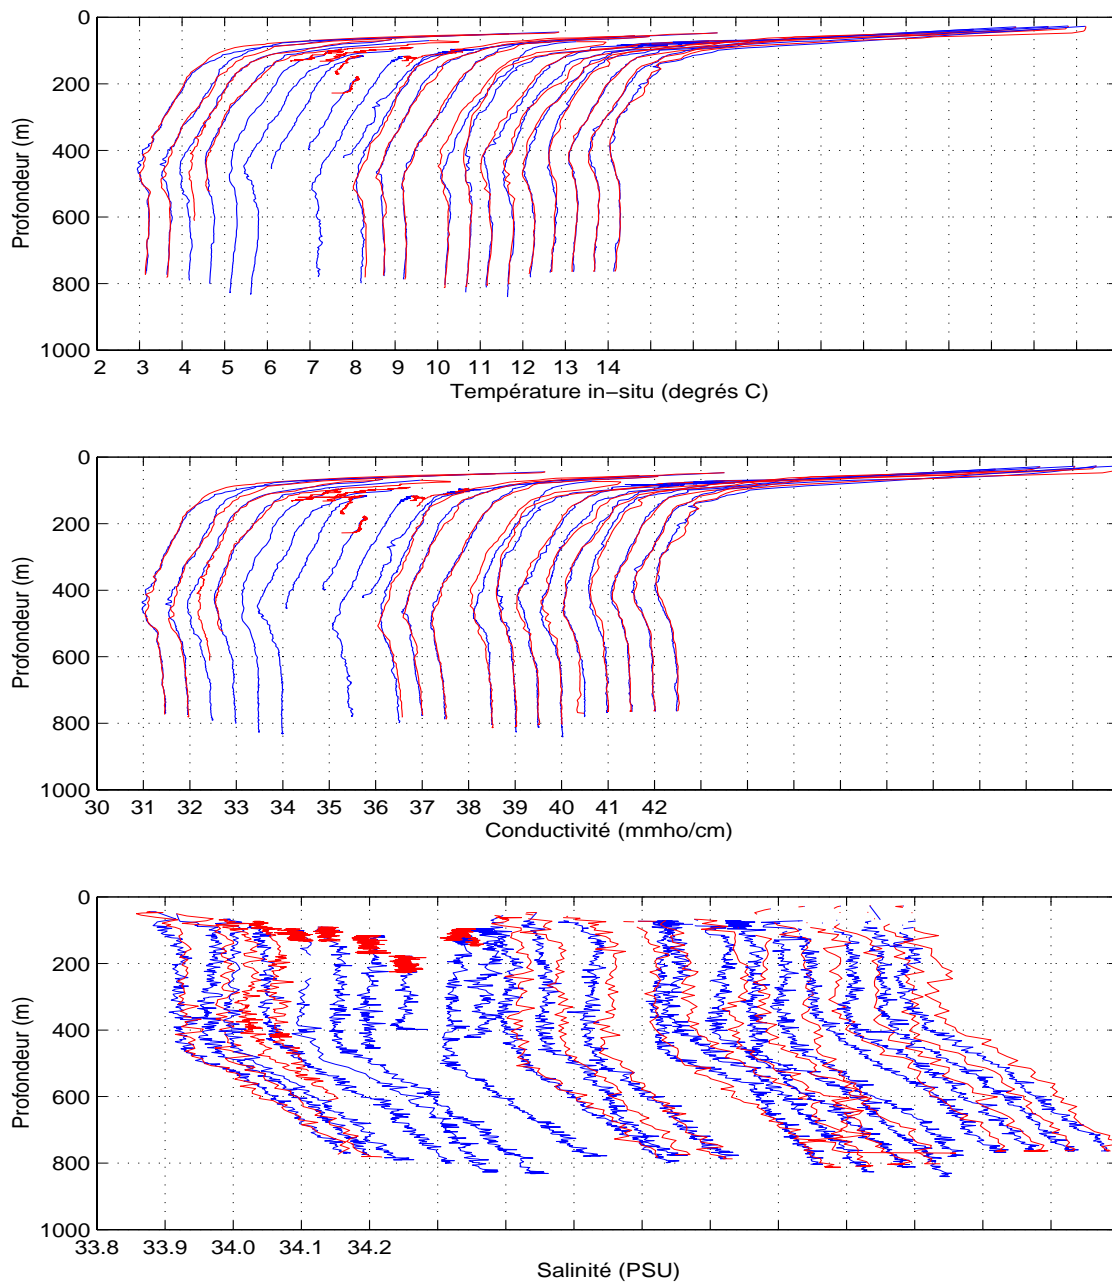 0
200
400
600
800
1000
Profondeur (m)
2 3 4 5 6 7 8 9 10 11 12 13 14
Température in−situ (degrés C)
0
200
400
600
800
1000
Profondeur (m)
30 31 32 33 34 35 36 37 38 39 40 41 42
Conductivité (mmho/cm)
0
200
400
600
800
1000
Profondeur (m)
33.8 33.9 34.0 34.1 34.2
Salinité (PSU)